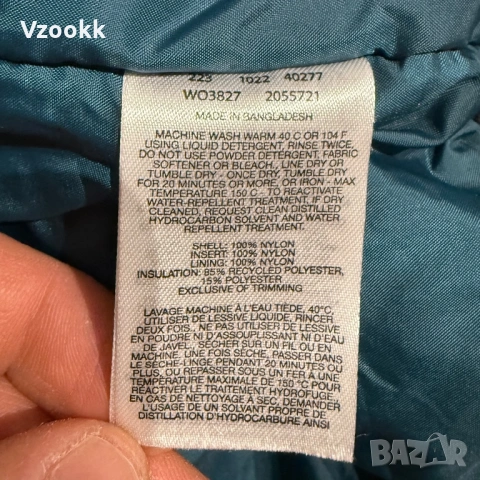 Vzookk
223 1022 40277
WO3827 2055721
MADE IN BANGLADESH
MACHINE WASH WARM 40 C OR 104 F
USING LIQUID DETERGENT, RINSE TWICE,
DO NOT USE POWDER DETERGENT, FABRIC
SOFTENER OR BLEACH., LINE DRY OR
TUMBLE DRY - ONCE DRY, TUMBLE DRY
FOR 20 MINUTES OR MORE, OR IRON - MAX
TEMPERATURE 150 C - TO REACTIVATE
WATER-REPELLENT TREATMENT, IF DRY
CLEANED, REQUEST CLEAN DISTILLED
HYDROCARBON SOLVENT AND WATER
REPELLENT TREATMENT.
SHELL: 100% NYLON
INSERT: 100% NYLON
LINING: 100% NYLON
INSULATION: 85% RECYCLED POLYESTER,
15% POLYESTER
EXCLUSIVE OF TRIMMING
LAVAGE MACHINE À L'EAU TIÈDE, 40°C,
UTILISER DE LESSIVE LIQUIDE, RINCER
DEUX FOIS., NE PAS UTILISER DE LESSIVE
EN POUDRE NI D'ASSOUPLISSANT NI D'EAU
DE JAVEL., SÉCHER SUR UN FIL OU EN
MACHINE. UNE FOIS SÈCHE, PASSER DANS
LE SÈCHE-LINGE PENDANT 20 MINUTES OU
PLUS, OU REPASSER SOUS UN FER À UNE
TEMPÉRATURE MAXIMALE DE 150 °C POUR
RÉACTIVER LE TRAITEMENT HYDROFUGE.
EN CAS DE NETTOYAGE À SEC, DEMANDER
L'USAGE D'UN SOLVANT PROPRE DE
DISTILLATION D'HYDROCARBURE AINSI
BAZAR